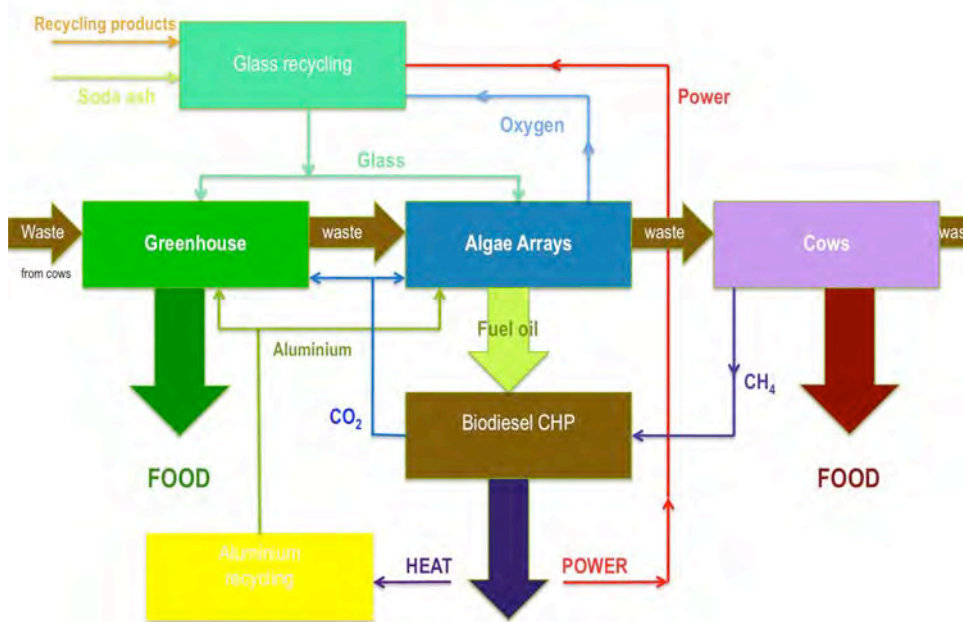 Recycling products
Glass recycling
Soda ash
Power
Oxygen
Glass
Waste
from cows
Greenhouse
waste
Algae Arrays
waste
Cows
Aluminium
Fuel oil
CH₄
CO₂
Biodiesel CHP
FOOD
FOOD
Aluminium
recycling
HEAT
POWER